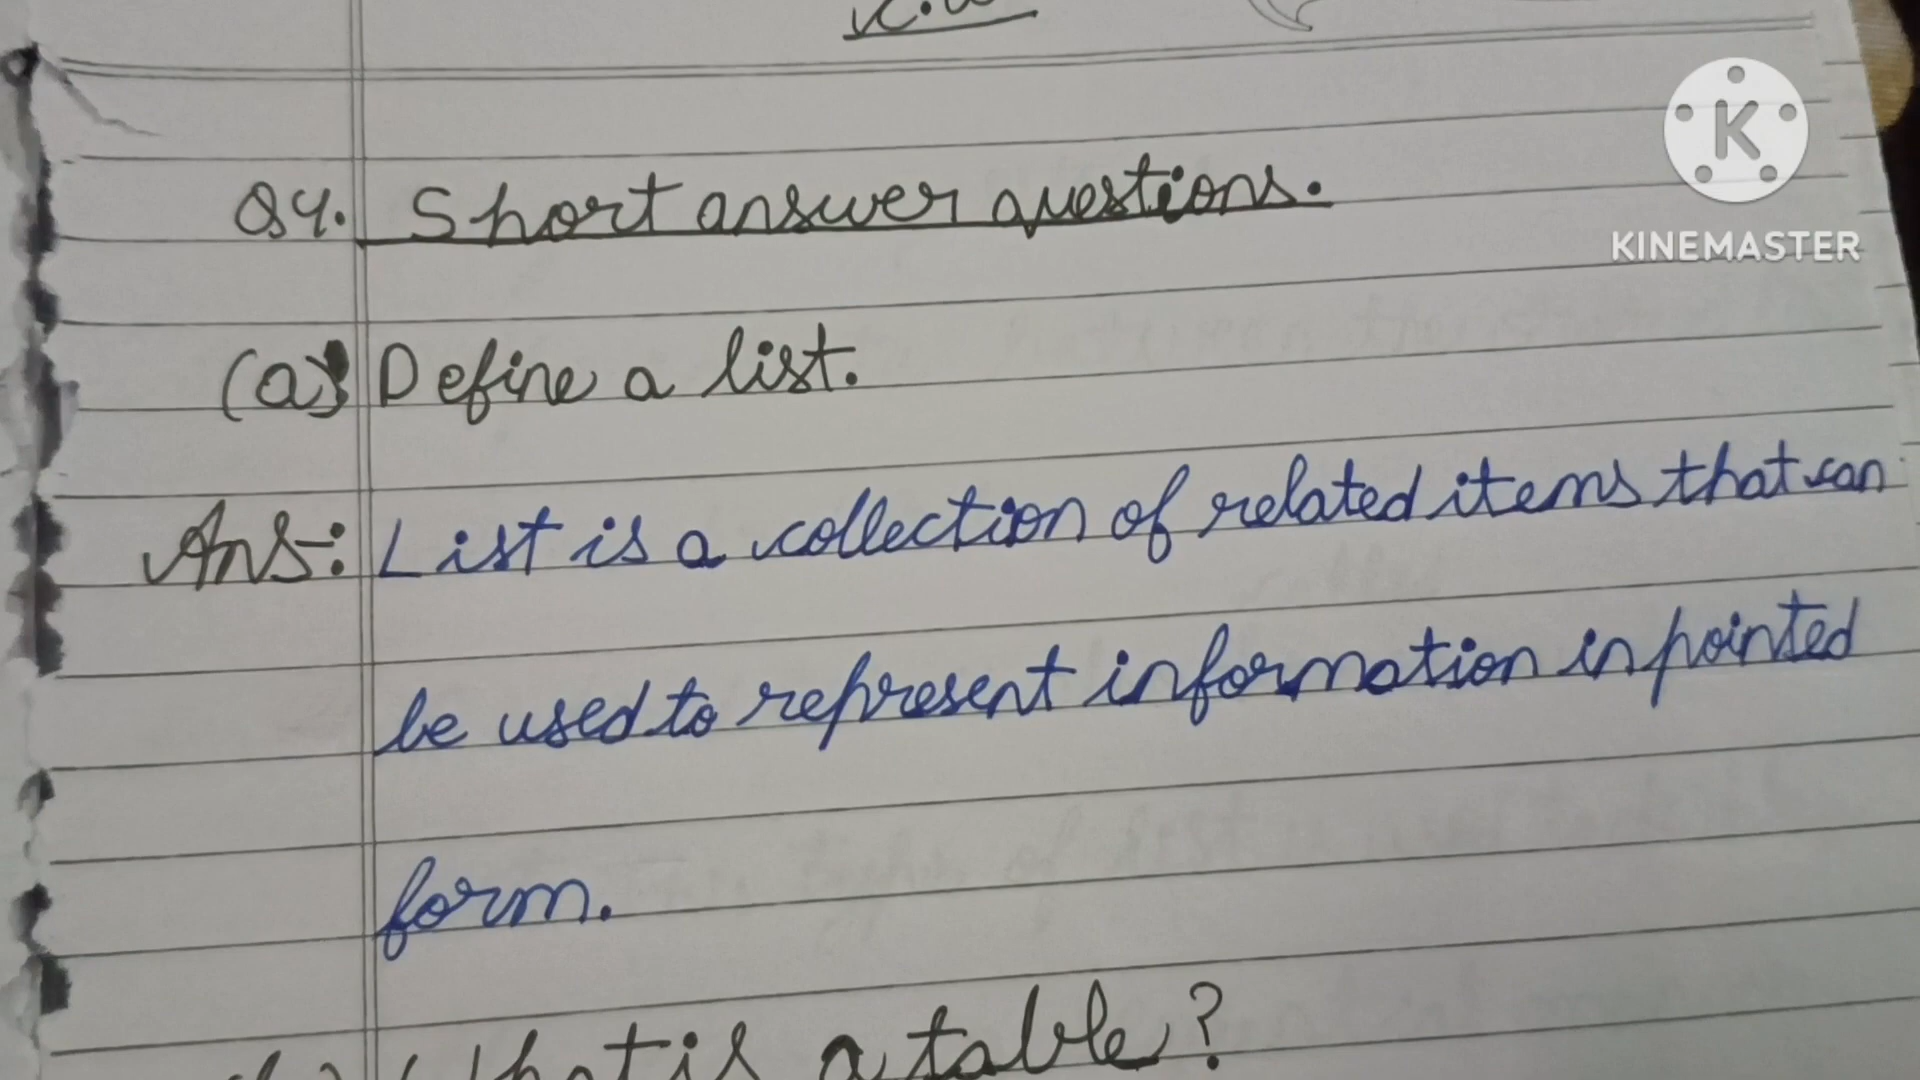 Q4. Short answer questions.
KINEMASTER
(a) Define a list.
Ans-: List is a collection of related items that can
be used to represent information in pointed
form.
What is a table?